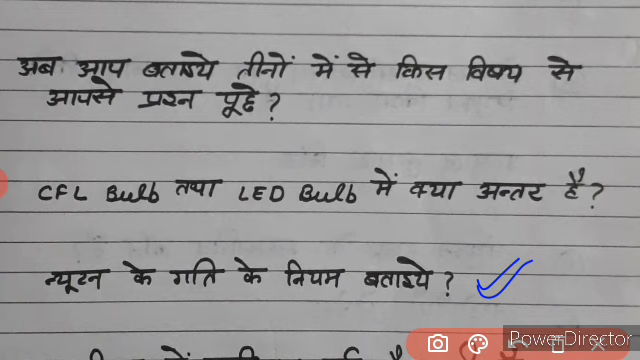 अब आप बताइये तीनों में से किस विषय से
आपसे प्रश्न पूछे ?
CFL Bulb तथा LED Bulb में क्या अन्तर है ?
न्यूटन के गति के नियम बताइये ?
PowerDirector